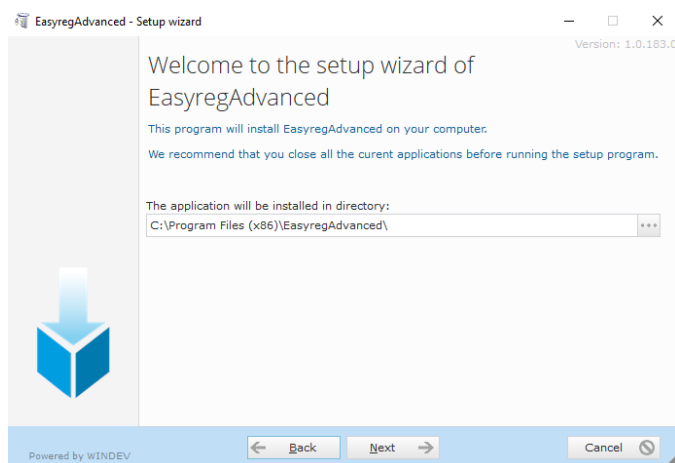 EasyregAdvanced - Setup wizard
Version: 1.0.183.0
Welcome to the setup wizard of
EasyregAdvanced
This program will install EasyregAdvanced on your computer.
We recommend that you close all the curent applications before running the setup program.
The application will be installed in directory:
C:\Program Files (x86)\EasyregAdvanced\
...
Powered by WINDEV
Back
Next
Cancel